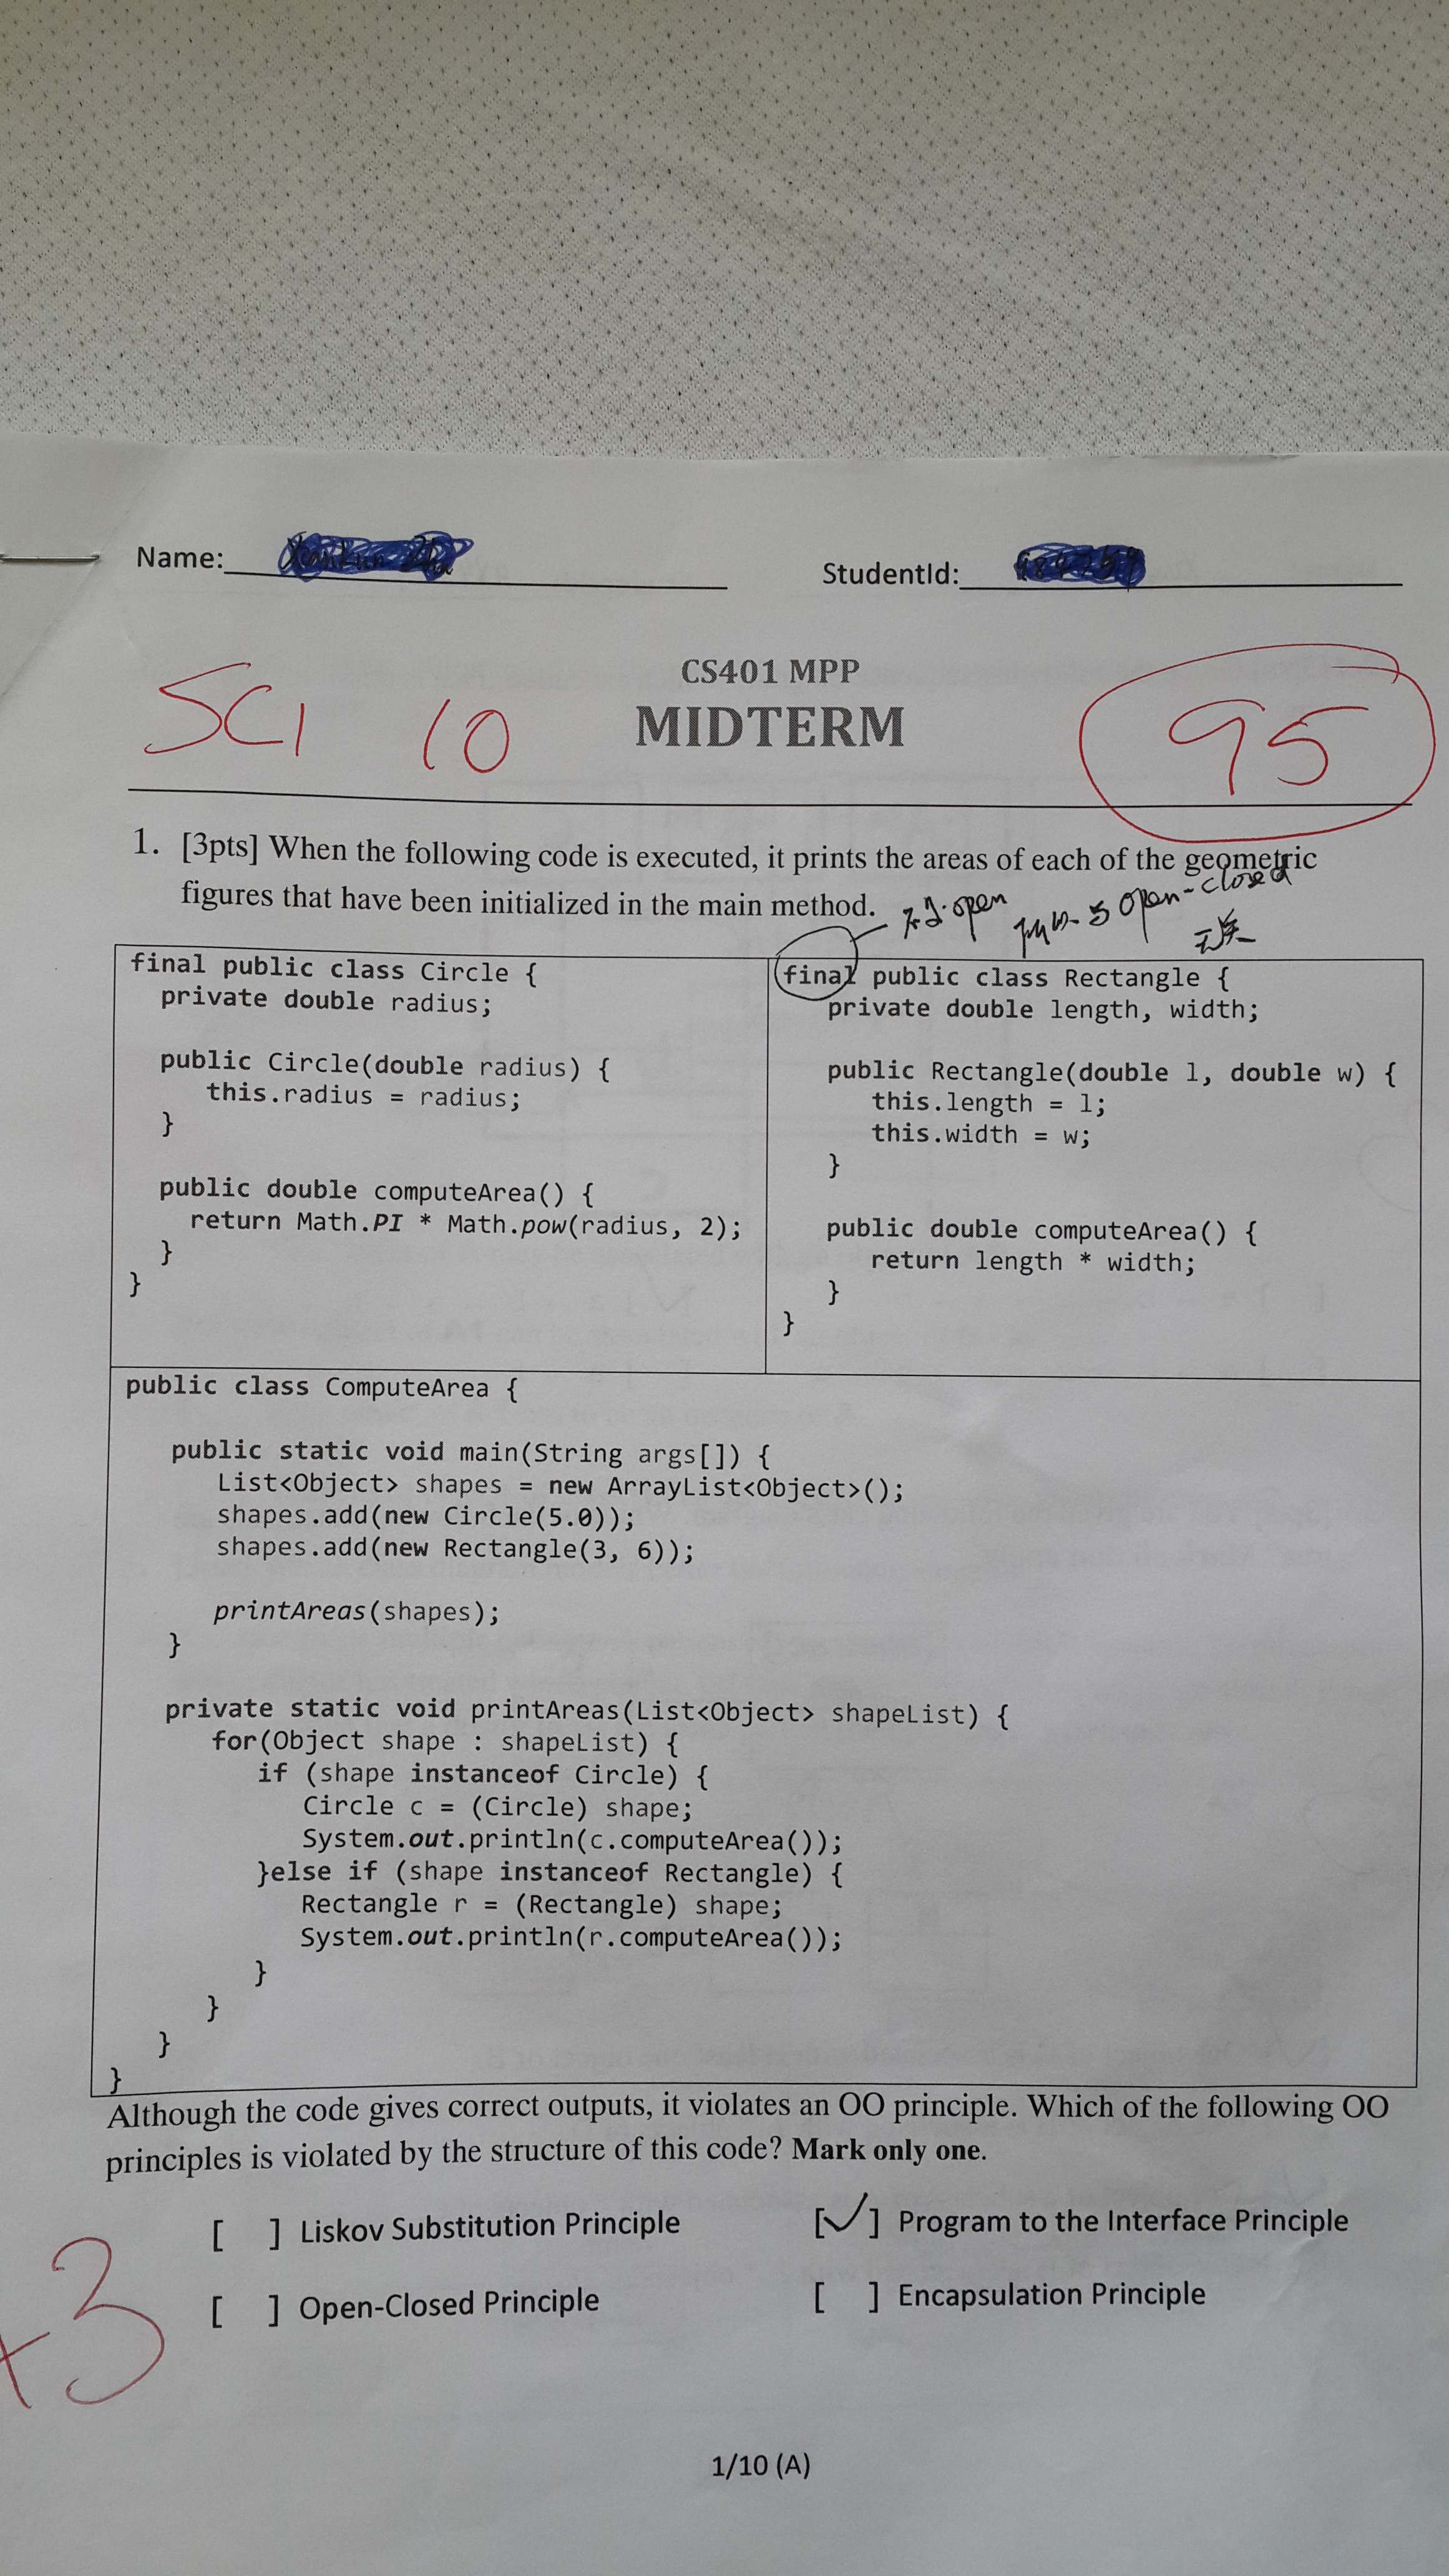 Name:
StudentId:
CS401 MPP
SCI 10 MIDTERM 95
1. [3pts] When the following code is executed, it prints the areas of each of the geometric
figures that have been initialized in the main method.
open open-closed
final public class Circle {
private double radius;
public Circle(double radius) {
this.radius = radius;
}
public double computeArea() {
return Math.PI * Math.pow(radius, 2);
}
}
final public class Rectangle {
private double length, width;
public Rectangle(double l, double w) {
this.length = l;
this.width = w;
}
public double computeArea() {
return length * width;
}
}
public class ComputeArea {
public static void main(String args[]) {
List<Object> shapes = new ArrayList<Object>();
shapes.add(new Circle(5.0));
shapes.add(new Rectangle(3, 6));
printAreas(shapes);
}
private static void printAreas(List<Object> shapeList) {
for(Object shape : shapeList) {
if (shape instanceof Circle) {
Circle c = (Circle) shape;
System.out.println(c.computeArea());
}else if (shape instanceof Rectangle) {
Rectangle r = (Rectangle) shape;
System.out.println(r.computeArea());
}
}
}
}
Although the code gives correct outputs, it violates an OO principle. Which of the following OO
principles is violated by the structure of this code? Mark only one.
[ ] Liskov Substitution Principle [✓] Program to the Interface Principle
[ ] Open-Closed Principle [ ] Encapsulation Principle
+3
1/10 (A)